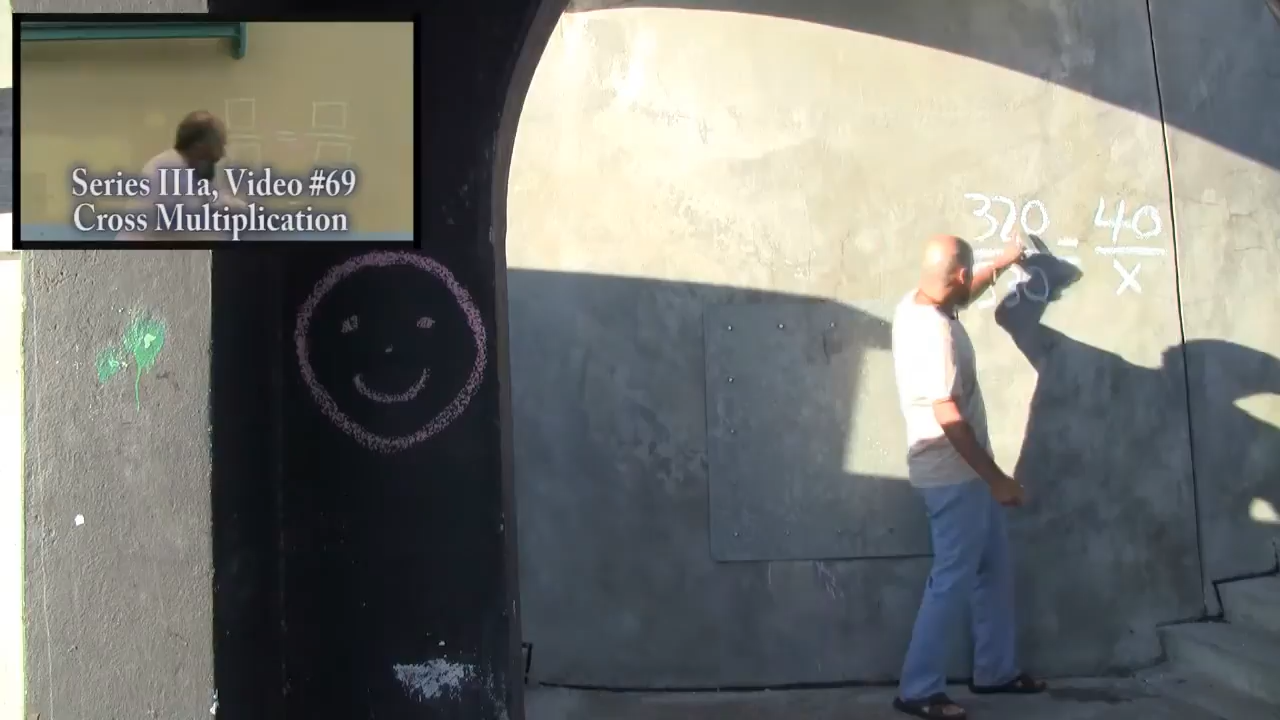 Series IIIa, Video #69
Cross Multiplication
320 = 40
x